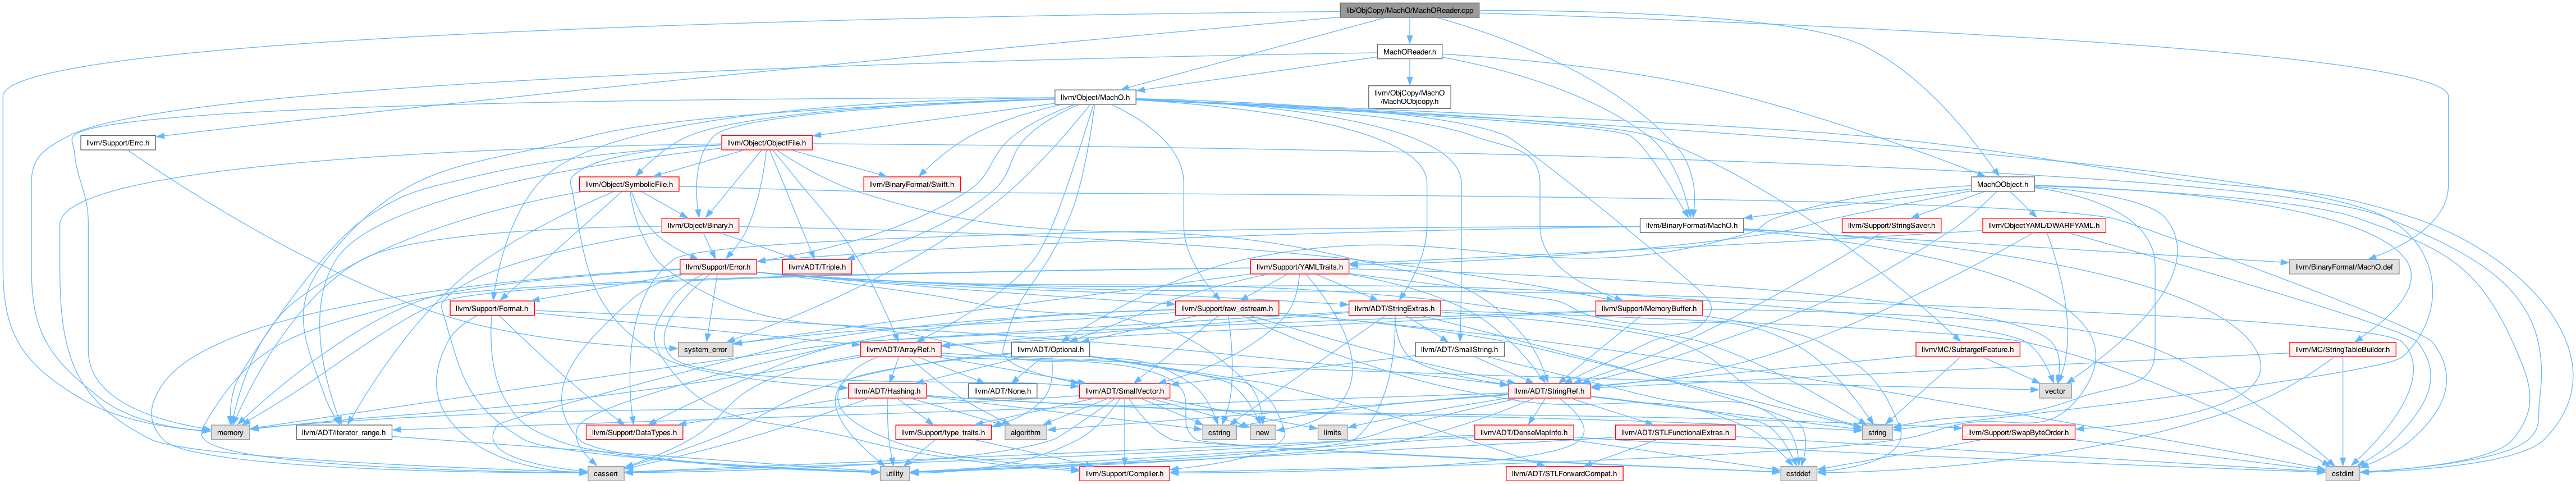 lib/ObjCopy/MachO/MachOReader.cpp
MachOReader.h
llvm/Object/MachO.h
llvm/ObjCopy/MachO
/MachOObjcopy.h
llvm/Support/Errc.h
llvm/Object/ObjectFile.h
llvm/Object/SymbolicFile.h
llvm/BinaryFormat/Swift.h
MachOObject.h
llvm/Object/Binary.h
llvm/BinaryFormat/MachO.h
llvm/Support/StringSaver.h
llvm/ObjectYAML/DWARFYAML.h
llvm/Support/Error.h
llvm/ADT/Triple.h
llvm/Support/YAMLTraits.h
llvm/BinaryFormat/MachO.def
llvm/Support/Format.h
llvm/Support/raw_ostream.h
llvm/ADT/StringExtras.h
llvm/Support/MemoryBuffer.h
system_error
llvm/ADT/ArrayRef.h
llvm/ADT/Optional.h
llvm/ADT/SmallString.h
llvm/MC/SubtargetFeature.h
llvm/MC/StringTableBuilder.h
llvm/ADT/Hashing.h
llvm/ADT/None.h
llvm/ADT/SmallVector.h
llvm/ADT/StringRef.h
vector
memory
llvm/ADT/iterator_range.h
llvm/Support/DataTypes.h
llvm/Support/type_traits.h
algorithm
cstring
new
limits
llvm/ADT/DenseMapInfo.h
llvm/ADT/STLFunctionalExtras.h
string
llvm/Support/SwapByteOrder.h
cassert
utility
llvm/Support/Compiler.h
llvm/ADT/STLForwardCompat.h
cstddef
cstdint